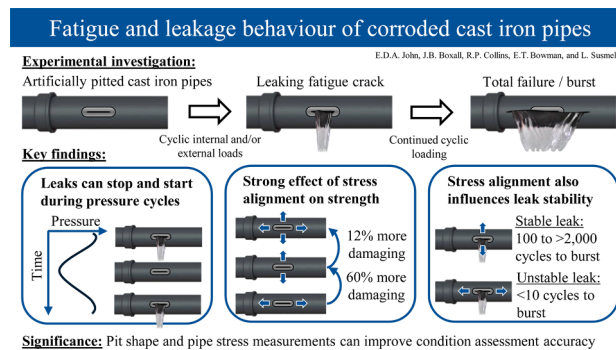 Fatigue and leakage behaviour of corroded cast iron pipes
E.D.A. John, J.B. Boxall, R.P. Collins, E.T. Bowman, and L. Susmel
Experimental investigation:
Artificially pitted cast iron pipes
Leaking fatigue crack
Total failure / burst
Cyclic internal and/or
external loads
Continued cyclic
loading
Key findings:
Leaks can stop and start
during pressure cycles
Pressure
Time
Strong effect of stress
alignment on strength
12% more
damaging
60% more
damaging
Stress alignment also
influences leak stability
Stable leak:
100 to >2,000
cycles to burst
Unstable leak:
<10 cycles to
burst
Significance: Pit shape and pipe stress measurements can improve condition assessment accuracy